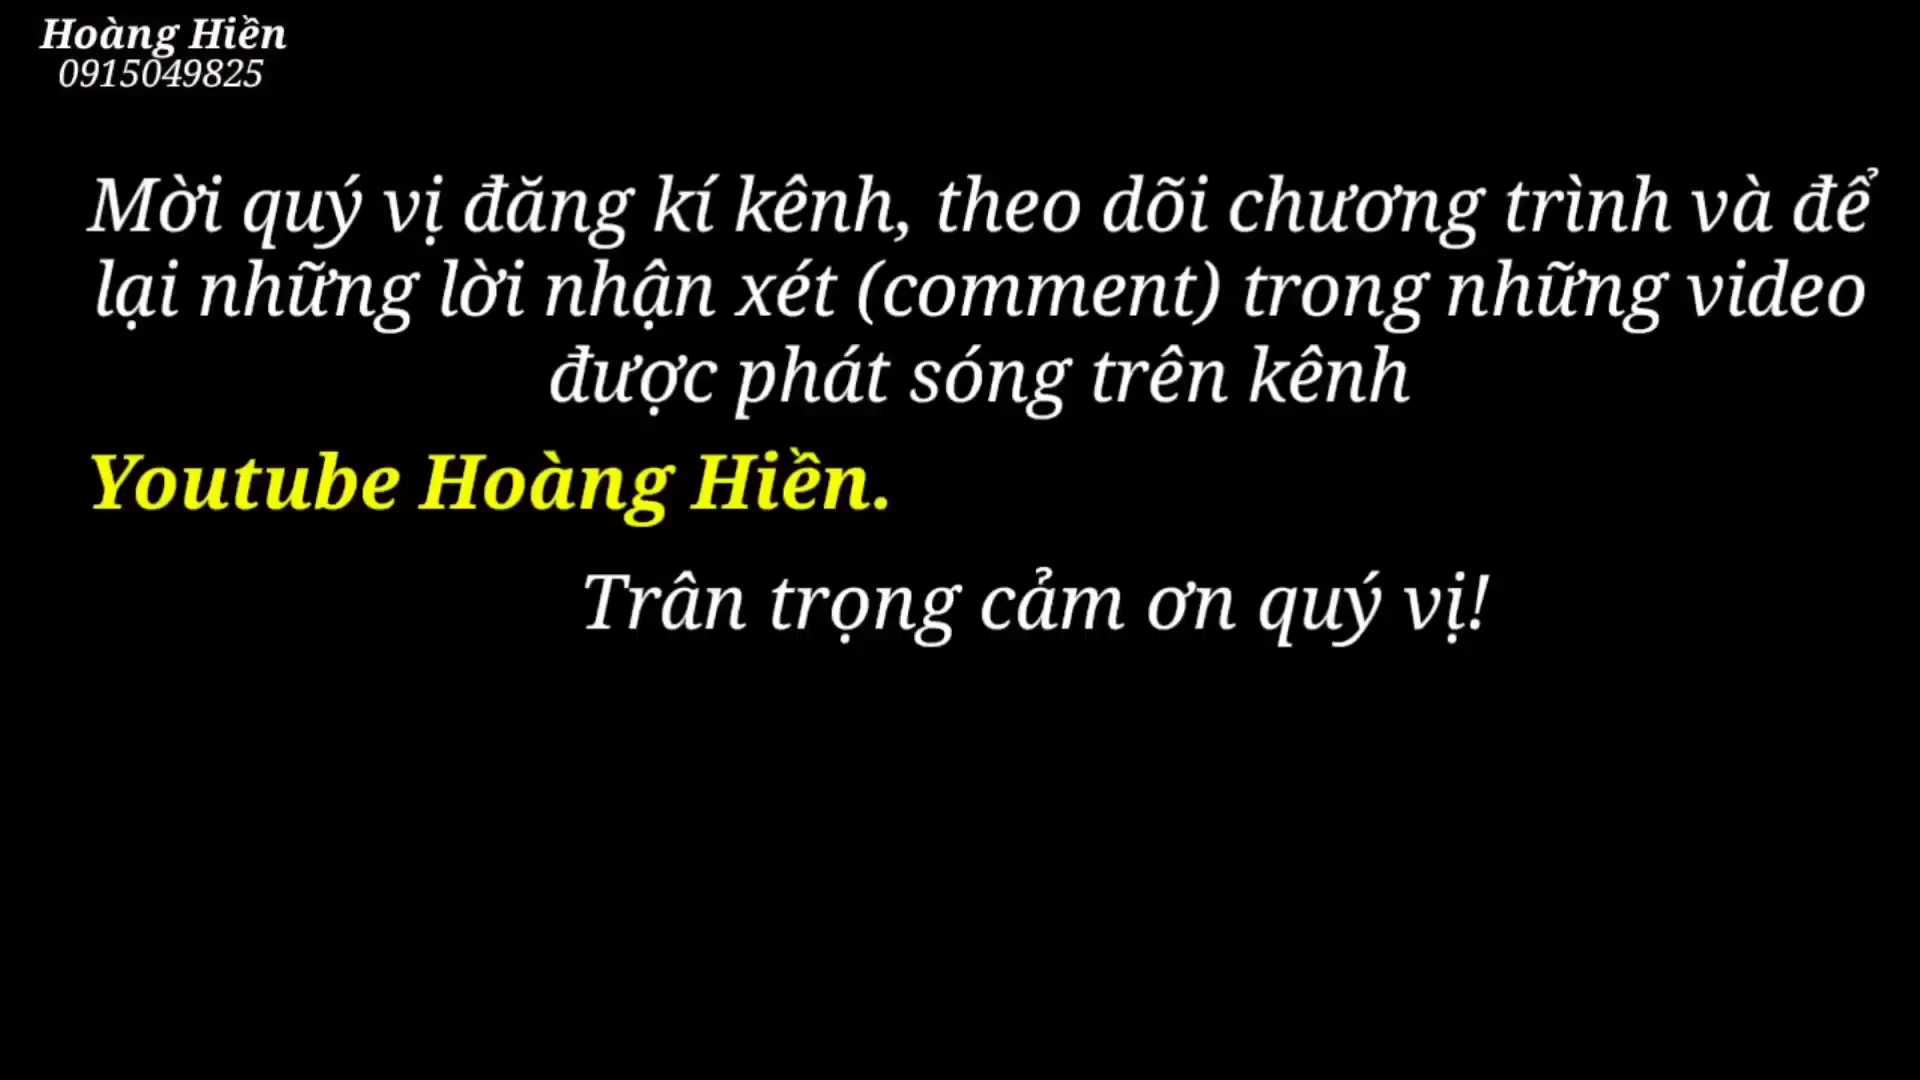 Hoàng Hiền
0915049825
Mời quý vị đăng kí kênh, theo dõi chương trình và để
lại những lời nhận xét (comment) trong những video
được phát sóng trên kênh
Youtube Hoàng Hiền.
Trân trọng cảm ơn quý vị!